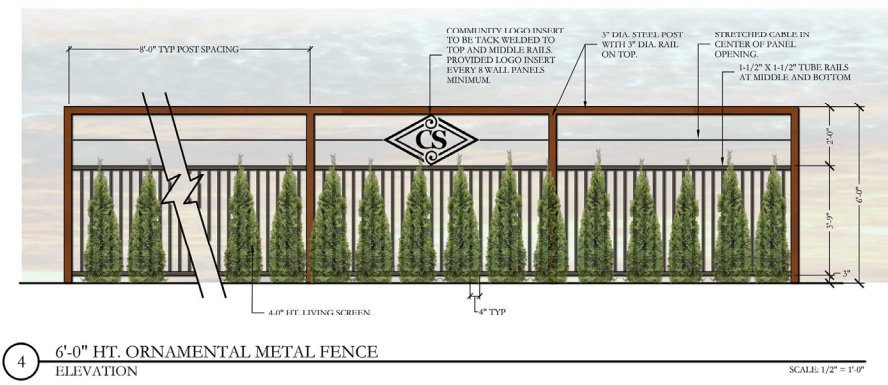 COMMUNITY LOGO INSERT
TO BE TACK WELDED TO
TOP AND MIDDLE RAILS.
PROVIDED LOGO INSERT
EVERY 8 WALL PANELS
MINIMUM.
3" DIA. STEEL POST
WITH 3" DIA. RAIL
ON TOP.
STRETCHED CABLE IN
CENTER OF PANEL
OPENING.
1-1/2" X 1-1/2" TUBE RAILS
AT MIDDLE AND BOTTOM
8'-0" TYP POST SPACING
CS
2'-0"
3'-9"
6'-0"
3"
4-0" HT. LIVING SCREEN.
4" TYP
4
6'-0" HT. ORNAMENTAL METAL FENCE
ELEVATION
SCALE: 1/2" = 1'-0"